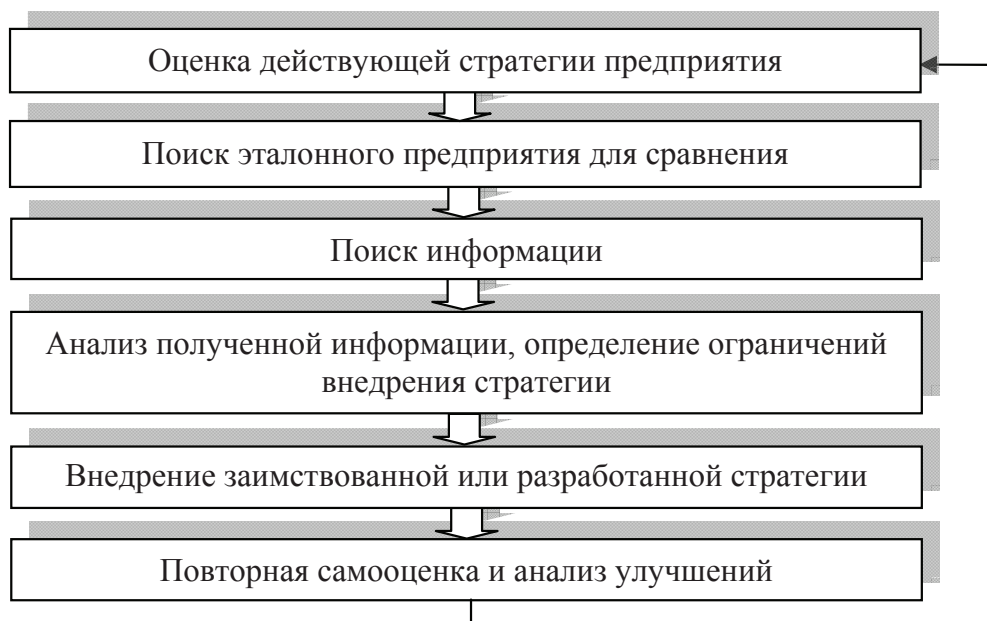 Оценка действующей стратегии предприятия
Поиск эталонного предприятия для сравнения
Поиск информации
Анализ полученной информации, определение ограничений
внедрения стратегии
Внедрение заимствованной или разработанной стратегии
Повторная самооценка и анализ улучшений